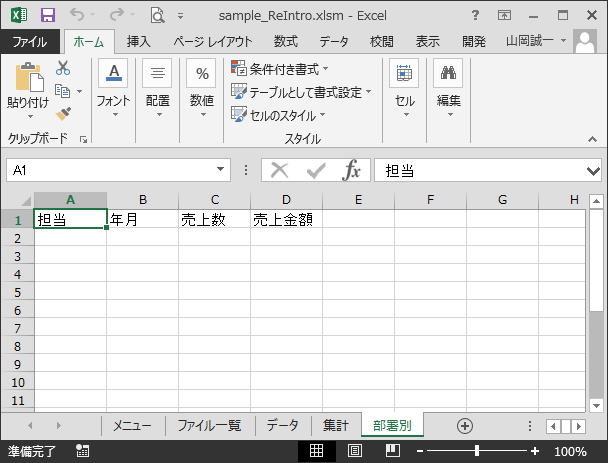 sample_ReIntro.xlsm - Excel
ファイル ホーム 挿入 ページ レイアウト 数式 データ 校閲 表示 開発 山岡誠一
貼り付け
フォント
配置
%
数値
条件付き書式
テーブルとして書式設定
セルのスタイル
セル
編集
クリップボード
スタイル
A1
fx
担当
A B C D E F G H
1 担当 年月 売上数 売上金額
2
3
4
5
6
7
8
9
10
11
メニュー ファイル一覧 データ 集計 部署別
準備完了
100%